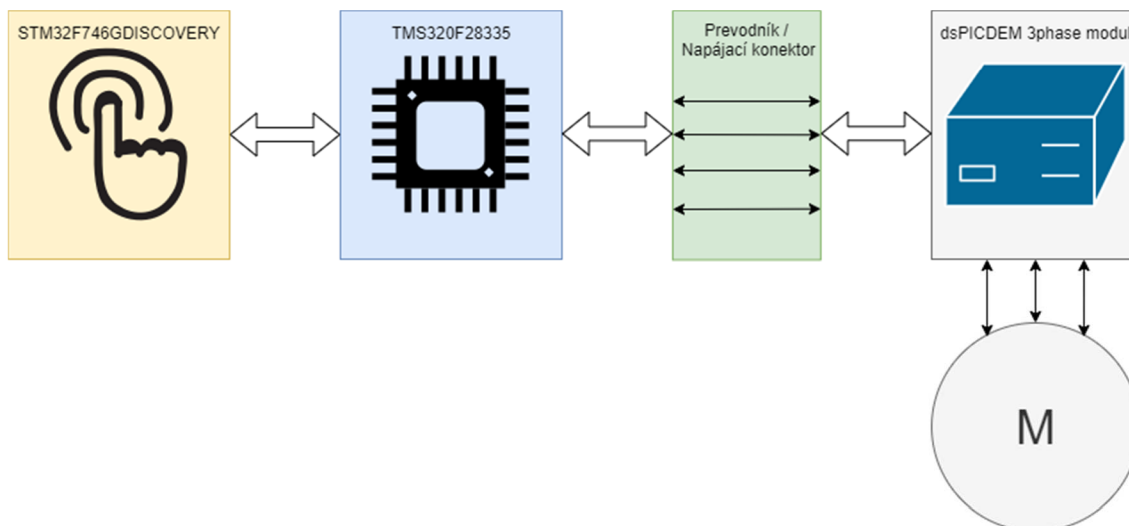 STM32F746GDISCOVERY
TMS320F28335
Prevodník /
Napájací konektor
dsPICDEM 3phase modul
M